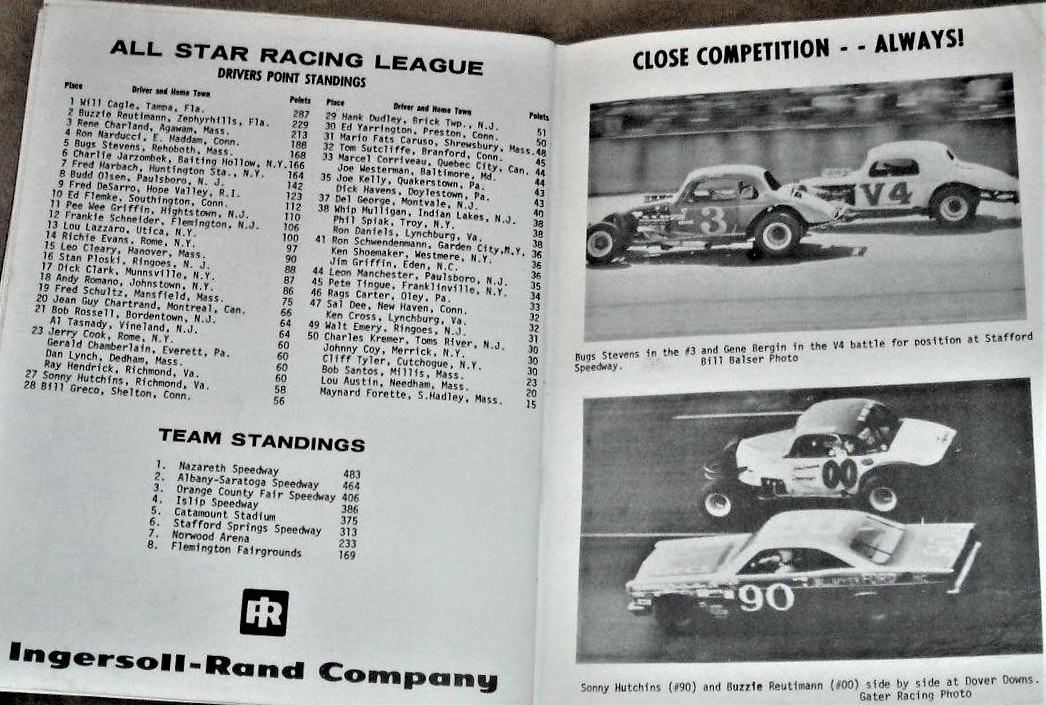 ALL STAR RACING LEAGUE
DRIVERS POINT STANDINGS
Place Driver and Home Town Points
1 Will Cagle, Tampa, Fla. 287
2 Buzzie Reutimann, Zephyrhills, Fla. 229
3 Rene Charland, Agawam, Mass. 213
4 Ron Narducci, E. Haddam, Conn. 188
5 Bugs Stevens, Rehoboth, Mass. 168
6 Charlie Jarzombek, Baiting Hollow, N.Y. 166
7 Fred Harbach, Huntington Sta., N.Y. 164
8 Budd Olsen, Paulsboro, N. J. 142
9 Fred DeSarro, Hope Valley, R.I. 123
10 Ed Flemke, Southington, Conn. 112
11 Pee Wee Griffin, Hightstown, N.J. 110
12 Frankie Schneider, Flemington, N.J. 106
13 Lou Lazzaro, Utica, N.Y. 100
14 Richie Evans, Rome, N.Y. 97
15 Leo Cleary, Hanover, Mass. 90
16 Stan Ploski, Ringoes, N. J. 88
17 Dick Clark, Munnsville, N.Y. 87
18 Andy Romano, Johnstown, N.Y. 86
19 Fred Schultz, Mansfield, Mass. 75
20 Jean Guy Chartrand, Montreal, Can. 66
21 Bob Rossell, Bordentown, N.J. 64
Al Tasnady, Vineland, N.J. 64
23 Jerry Cook, Rome, N.Y. 60
Gerald Chamberlain, Everett, Pa. 60
Dan Lynch, Dedham, Mass. 60
Ray Hendrick, Richmond, Va. 60
27 Sonny Hutchins, Richmond, Va. 58
28 Bill Greco, Shelton, Conn. 56
Place Driver and Home Town Points
29 Hank Dudley, Brick Twp., N.J. 51
30 Ed Yarrington, Preston, Conn. 50
31 Mario Fats Caruso, Shrewsbury, Mass. 48
32 Tom Sutcliffe, Branford, Conn. 45
33 Marcel Corriveau, Quebec City, Can. 44
Joe Westerman, Baltimore, Md. 44
35 Joe Kelly, Quakerstown, Pa. 43
Dick Havens, Doylestown, Pa. 43
37 Del George, Montvale, N.J. 40
38 Whip Mulligan, Indian Lakes, N.J. 38
Phil Spiak, Troy, N.Y. 38
Ron Daniels, Lynchburg, Va. 38
41 Ron Schwendenmann, Garden City, N.Y. 36
Ken Shoemaker, Westmere, N.Y. 36
Jim Griffin, Eden, N.C. 36
44 Leon Manchester, Paulsboro, N.J. 35
45 Pete Tingue, Franklinville, N.Y. 34
46 Rags Carter, Oley, Pa. 33
47 Sal Dee, New Haven, Conn. 32
Ken Cross, Lynchburg, Va. 32
49 Walt Emery, Ringoes, N.J. 31
50 Charles Kremer, Toms River, N.J. 30
Johnny Coy, Merrick, N.Y. 30
Cliff Tyler, Cutchogue, N.Y. 30
Bob Santos, Millis, Mass. 23
Lou Austin, Needham, Mass. 20
Maynard Forette, S.Hadley, Mass. 15
TEAM STANDINGS
1. Nazareth Speedway 483
2. Albany-Saratoga Speedway 464
3. Orange County Fair Speedway 406
4. Islip Speedway 386
5. Catamount Stadium 375
6. Stafford Springs Speedway 313
7. Norwood Arena 233
8. Flemington Fairgrounds 169
IR
Ingersoll-Rand Company
CLOSE COMPETITION - - ALWAYS!
3
V4
Bugs Stevens in the #3 and Gene Bergin in the V4 battle for position at Stafford
Speedway. Bill Balser Photo
00
90
Sonny Hutchins (#90) and Buzzie Reutimann (#00) side by side at Dover Downs.
Gater Racing Photo